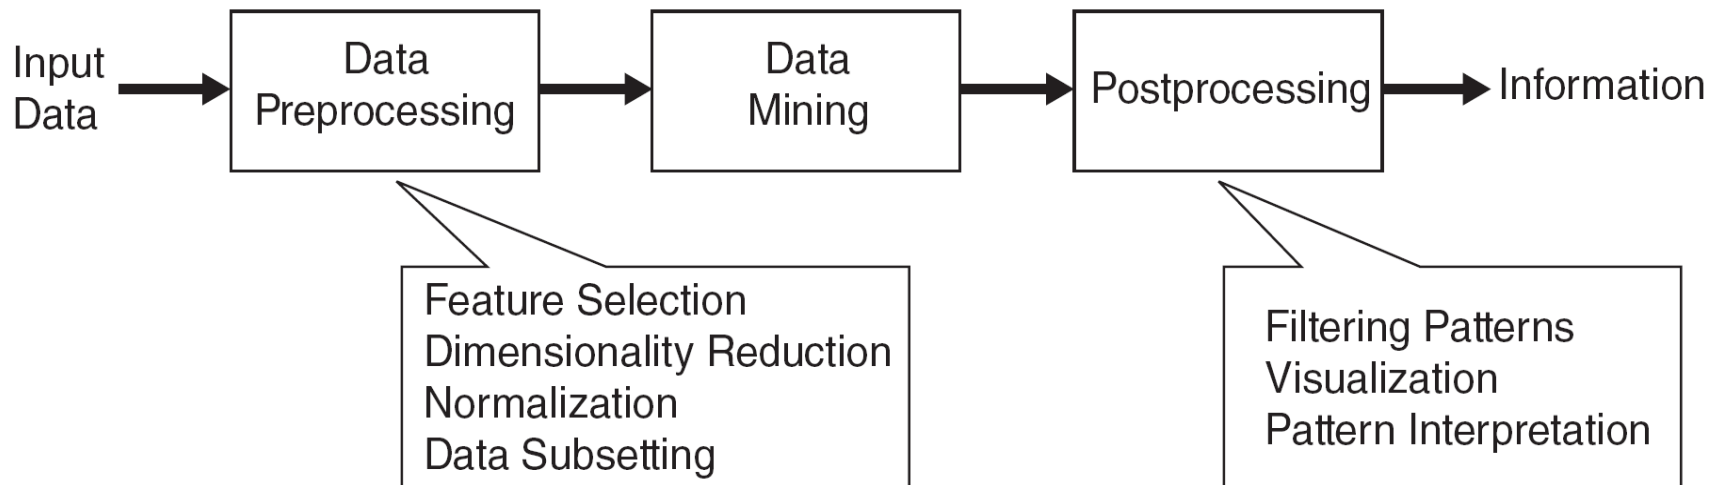 Input
Data
Data
Preprocessing
Data
Mining
Postprocessing
Information
Feature Selection
Dimensionality Reduction
Normalization
Data Subsetting
Filtering Patterns
Visualization
Pattern Interpretation